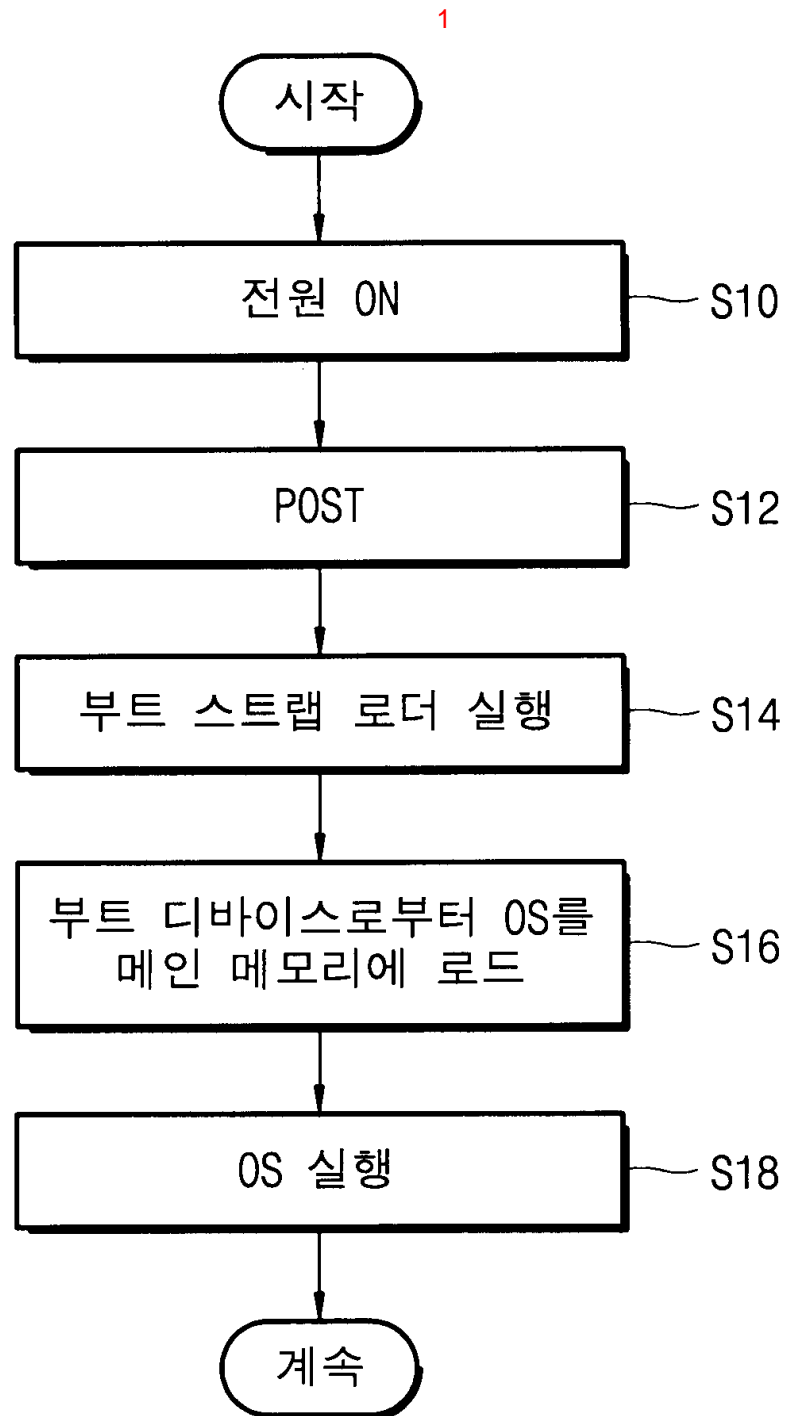 1
시작
전원 ON
S10
POST
S12
부트 스트랩 로더 실행
S14
부트 디바이스로부터 OS를
메인 메모리에 로드
S16
OS 실행
S18
계속